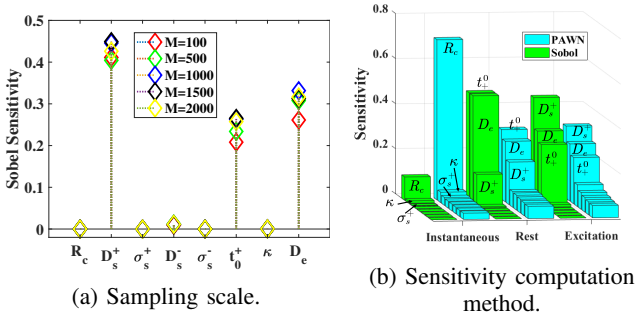 0.5
0.4
0.3
0.2
0.1
0
Sobel Sensitivity
M=100
M=500
M=1000
M=1500
M=2000
R_c D_s^+ σ_s^+ D_s^- σ_s^- t_0^+ κ D_e
(a) Sampling scale.
0.8
0.6
0.4
0.2
0
Sensitivity
PAWN
Sobol
R_c
t_+^0
D_e
D_s^+
R_c
κ
σ_s^+
κ
σ_s^+
t_+^0
D_e
D_s^+
D_s^+
D_e
t_+^0
D_s^+
D_e
t_+^0
Instantaneous Rest Excitation
(b) Sensitivity computation
method.